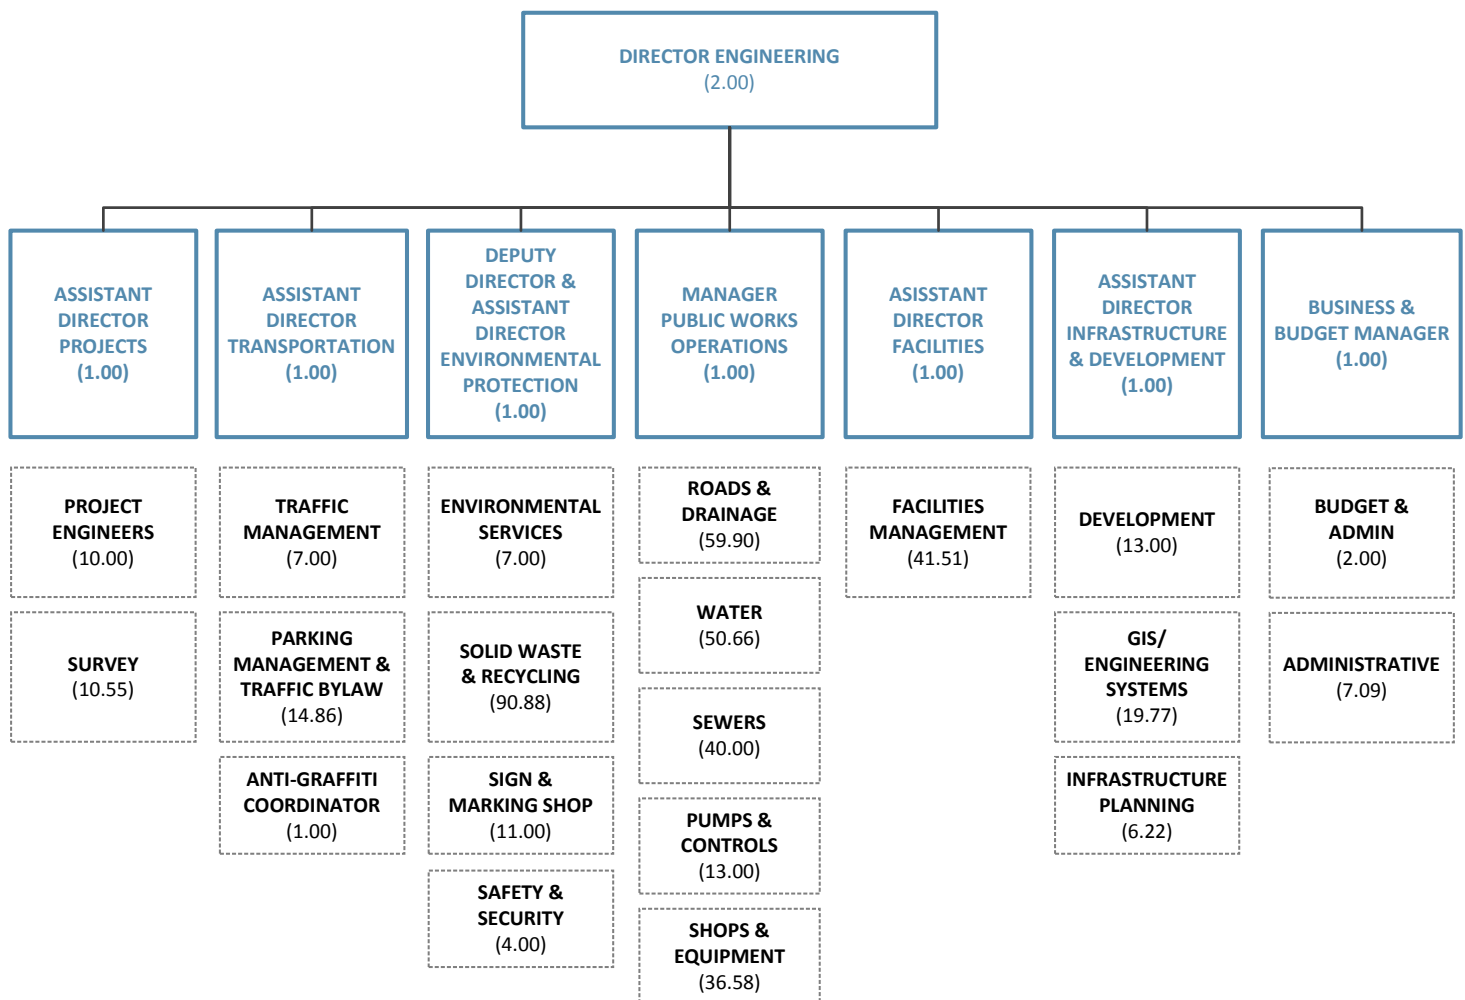 DIRECTOR ENGINEERING
(2.00)
ASSISTANT
DIRECTOR
PROJECTS
(1.00)
ASSISTANT
DIRECTOR
TRANSPORTATION
(1.00)
DEPUTY
DIRECTOR &
ASSISTANT
DIRECTOR
ENVIRONMENTAL
PROTECTION
(1.00)
MANAGER
PUBLIC WORKS
OPERATIONS
(1.00)
ASISSTANT
DIRECTOR
FACILITIES
(1.00)
ASSISTANT
DIRECTOR
INFRASTRUCTURE
& DEVELOPMENT
(1.00)
BUSINESS &
BUDGET MANAGER
(1.00)
PROJECT
ENGINEERS
(10.00)
TRAFFIC
MANAGEMENT
(7.00)
ENVIRONMENTAL
SERVICES
(7.00)
ROADS &
DRAINAGE
(59.90)
FACILITIES
MANAGEMENT
(41.51)
DEVELOPMENT
(13.00)
BUDGET &
ADMIN
(2.00)
SURVEY
(10.55)
PARKING
MANAGEMENT &
TRAFFIC BYLAW
(14.86)
SOLID WASTE
& RECYCLING
(90.88)
WATER
(50.66)
GIS/
ENGINEERING
SYSTEMS
(19.77)
ADMINISTRATIVE
(7.09)
SEWERS
(40.00)
ANTI-GRAFFITI
COORDINATOR
(1.00)
SIGN &
MARKING SHOP
(11.00)
INFRASTRUCTURE
PLANNING
(6.22)
PUMPS &
CONTROLS
(13.00)
SAFETY &
SECURITY
(4.00)
SHOPS &
EQUIPMENT
(36.58)